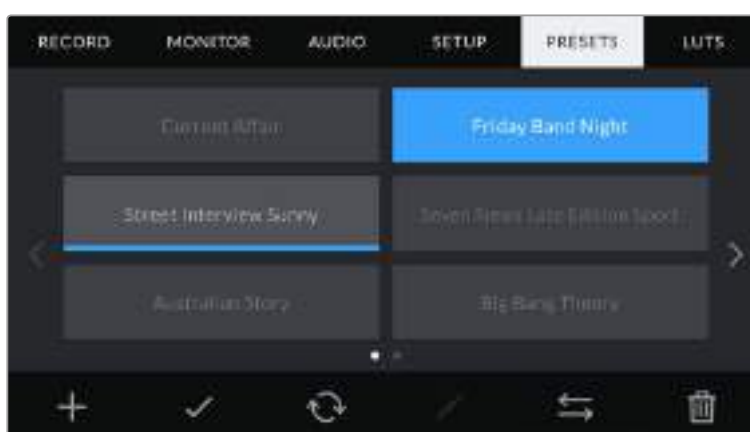 RECORD MONITOR AUDIO SETUP PRESETS LUTS
Current Affair Friday Band Night
Street Interview Sunny Seven News Late Edition Sport
Australian Story Big Bang Theory